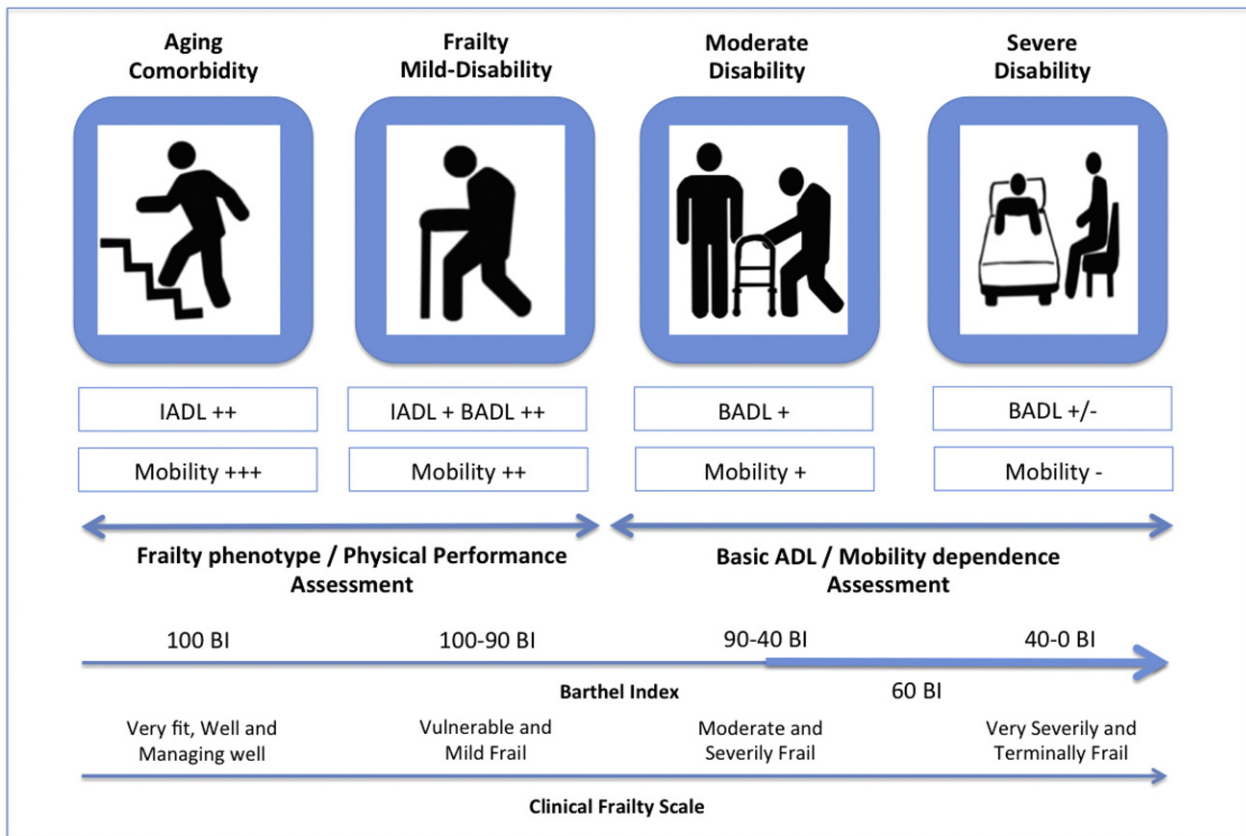 Aging
Comorbidity
Frailty
Mild-Disability
Moderate
Disability
Severe
Disability
IADL ++
IADL + BADL ++
BADL +
BADL +/-
Mobility +++
Mobility ++
Mobility +
Mobility -
Frailty phenotype / Physical Performance
Assessment
Basic ADL / Mobility dependence
Assessment
100 BI
100-90 BI
90-40 BI
40-0 BI
Barthel Index
60 BI
Very fit, Well and
Managing well
Vulnerable and
Mild Frail
Moderate and
Severily Frail
Very Severily and
Terminally Frail
Clinical Frailty Scale